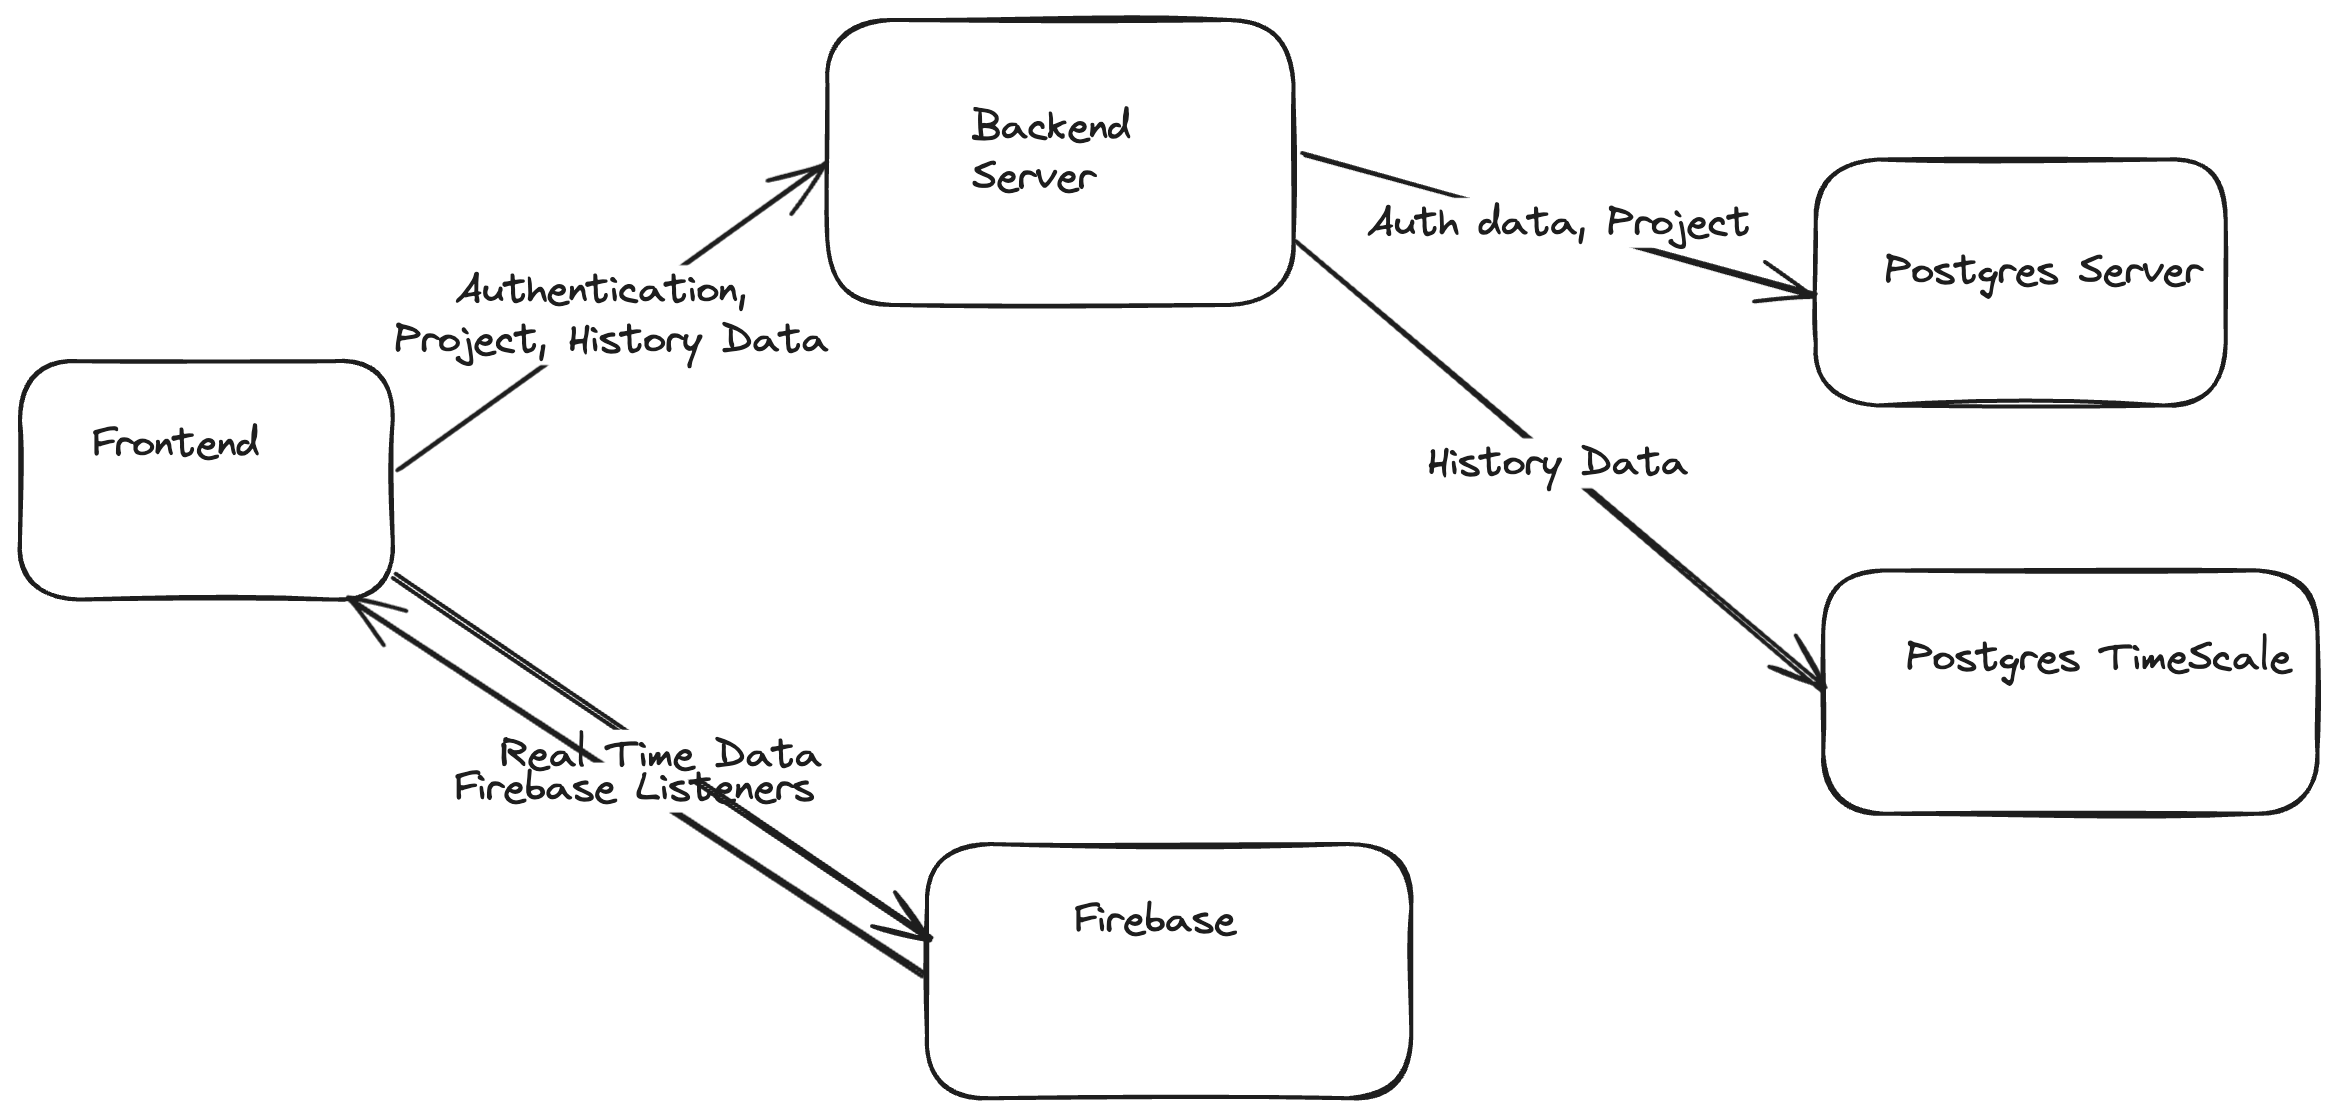 Backend
Server
Auth data, Project
Postgres Server
Authentication,
Project, History Data
Frontend
History Data
Postgres TimeScale
Real Time Data
Firebase Listeners
Firebase